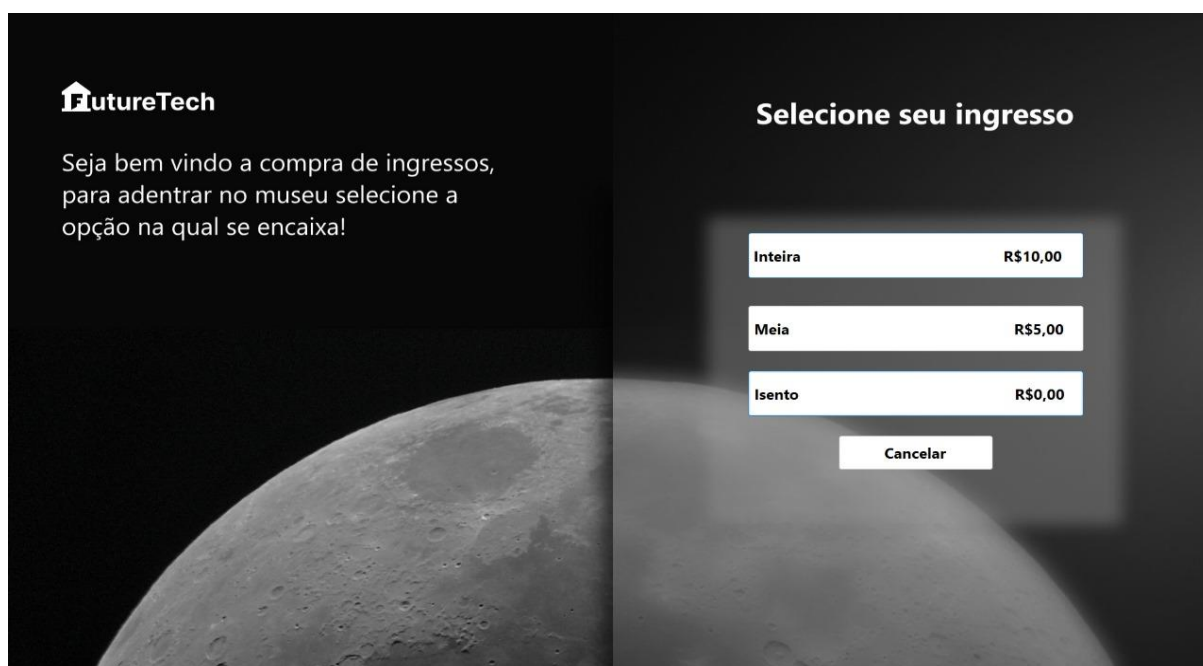 FutureTech
Seja bem vindo a compra de ingressos,
para adentrar no museu selecione a
opção na qual se encaixa!
Selecione seu ingresso
Inteira R$10,00
Meia R$5,00
Isento R$0,00
Cancelar